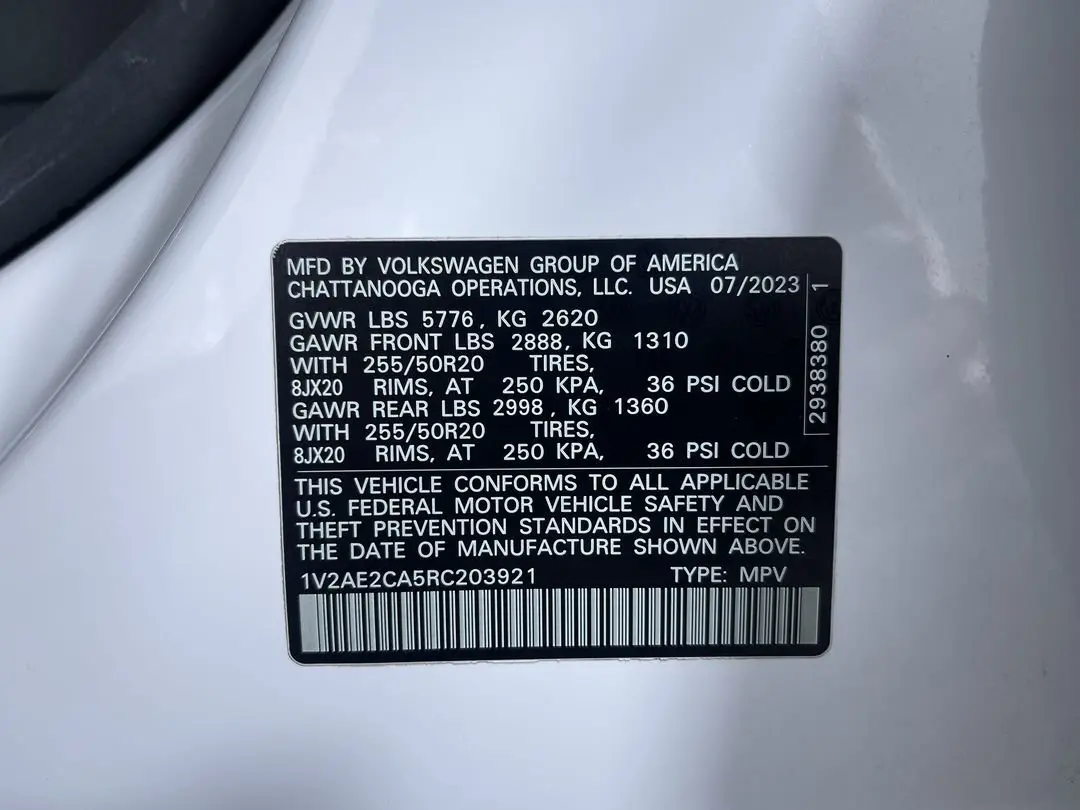 MFD BY VOLKSWAGEN GROUP OF AMERICA
CHATTANOOGA OPERATIONS, LLC. USA 07/2023
GVWR LBS 5776, KG 2620
GAWR FRONT LBS 2888, KG 1310
WITH 255/50R20 TIRES,
8JX20 RIMS, AT 250 KPA, 36 PSI COLD
GAWR REAR LBS 2998, KG 1360
WITH 255/50R20 TIRES,
8JX20 RIMS, AT 250 KPA, 36 PSI COLD
2938380 1
THIS VEHICLE CONFORMS TO ALL APPLICABLE
U.S. FEDERAL MOTOR VEHICLE SAFETY AND
THEFT PREVENTION STANDARDS IN EFFECT ON
THE DATE OF MANUFACTURE SHOWN ABOVE.
1V2AE2CA5RC203921 TYPE: MPV